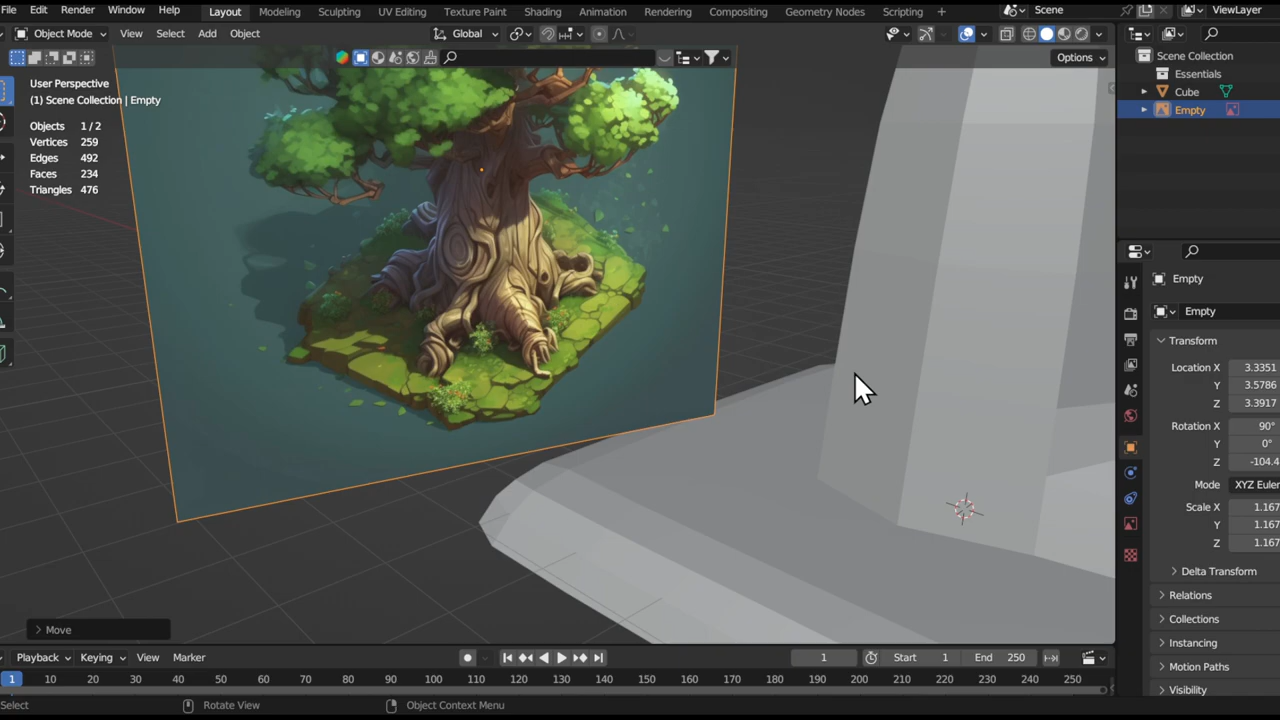 File Edit Render Window Help Layout Modeling Sculpting UV Editing Texture Paint Shading Animation Rendering Compositing Geometry Nodes Scripting + Scene ViewLayer
Object Mode View Select Add Object Global
Options
User Perspective
(1) Scene Collection | Empty
Objects 1/2
Vertices 259
Edges 492
Faces 234
Triangles 476
Move
Scene Collection
Essentials
Cube
Empty
Empty
Empty
Transform
Location X 3.3351
Y 3.5786
Z 3.3917
Rotation X 90°
Y 0°
Z -104.4
Mode XYZ Euler
Scale X 1.167
Y 1.167
Z 1.167
Delta Transform
Relations
Collections
Instancing
Motion Paths
Visibility
Playback Keying View Marker 1 Start 1 End 250
1 10 20 30 40 50 60 70 80 90 100 110 120 130 140 150 160 170 180 190 200 210 220 230 240 250
Select Rotate View Object Context Menu